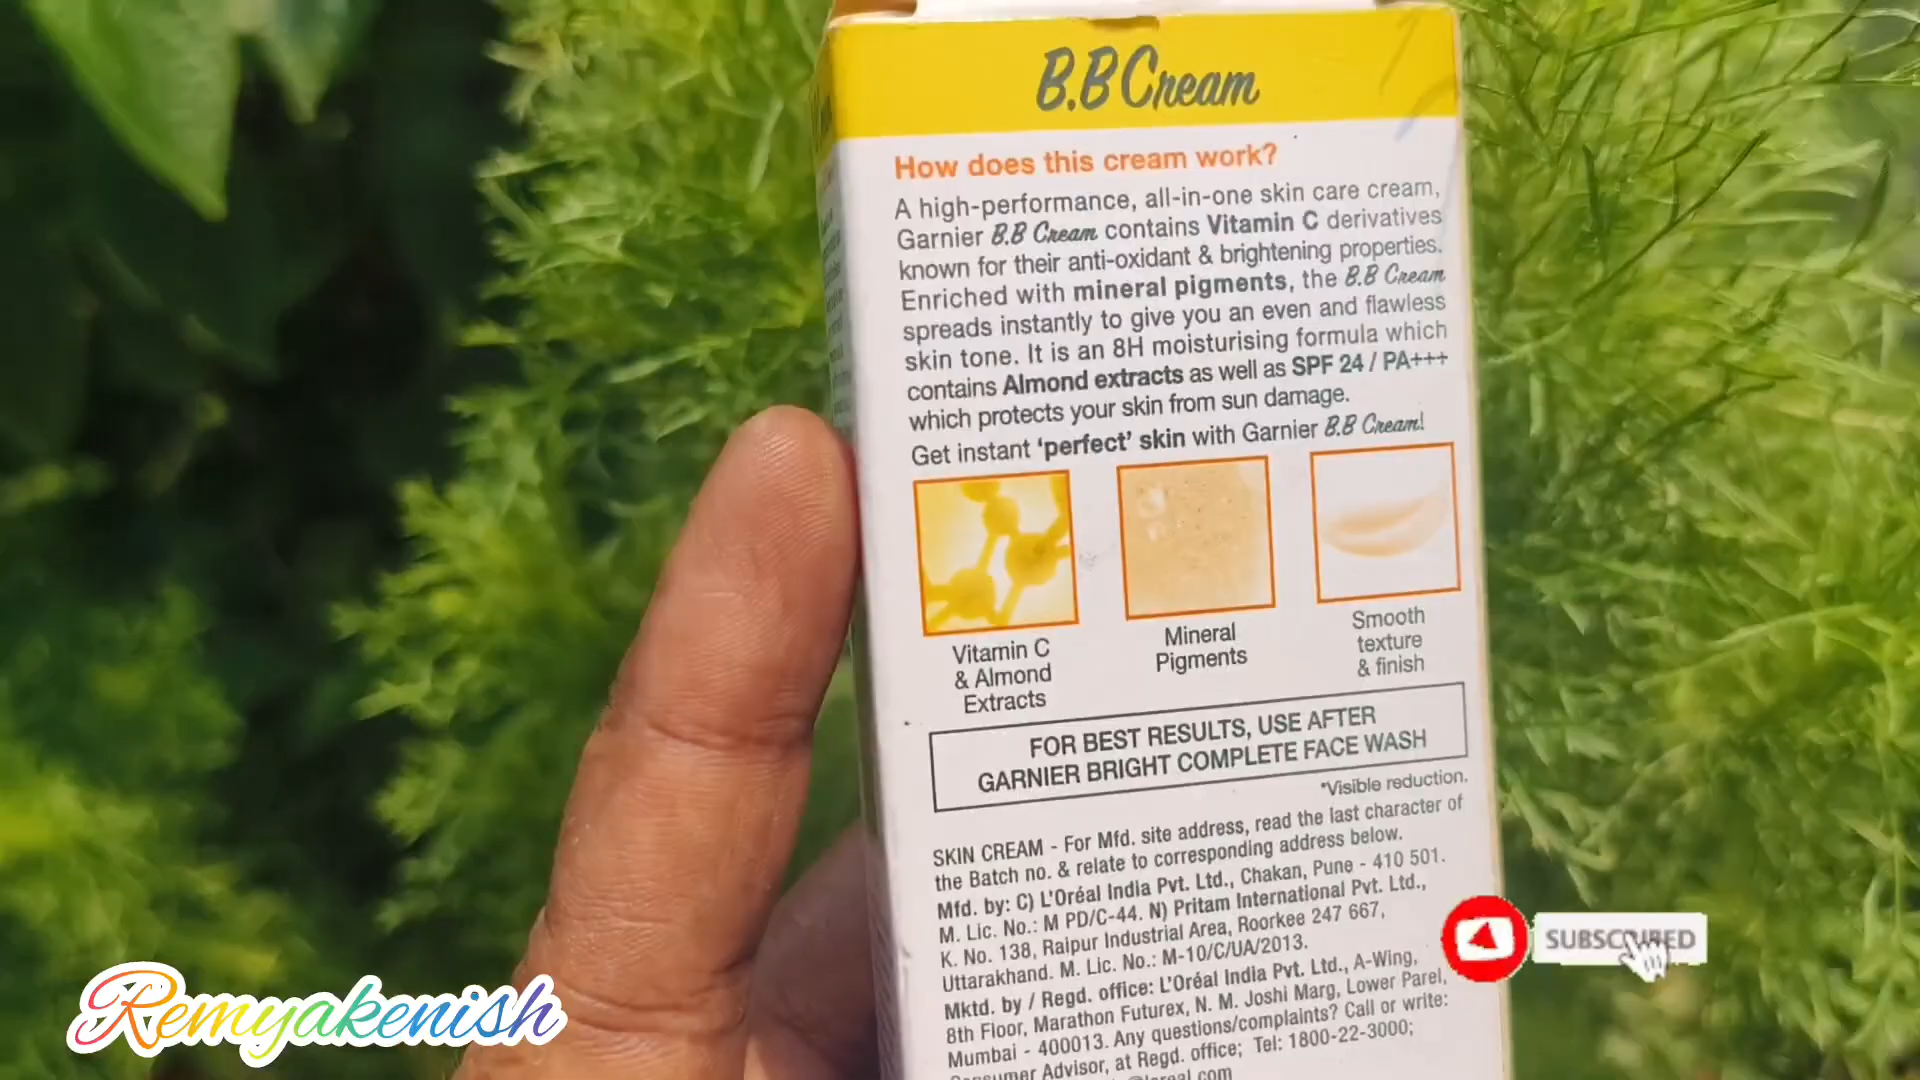 B.B Cream
How does this cream work?
A high-performance, all-in-one skin care cream,
Garnier B.B Cream contains Vitamin C derivatives
known for their anti-oxidant & brightening properties.
Enriched with mineral pigments, the B.B Cream
spreads instantly to give you an even and flawless
skin tone. It is an 8H moisturising formula which
contains Almond extracts as well as SPF 24 / PA+++
which protects your skin from sun damage.
Get instant ‘perfect’ skin with Garnier B.B Cream!
Vitamin C
& Almond
Extracts
Mineral
Pigments
Smooth
texture
& finish
FOR BEST RESULTS, USE AFTER
GARNIER BRIGHT COMPLETE FACE WASH
*Visible reduction.
SKIN CREAM - For Mfd. site address, read the last character of
the Batch no. & relate to corresponding address below.
Mfd. by: C) L'Oréal India Pvt. Ltd., Chakan, Pune - 410 501.
M. Lic. No.: M PD/C-44. N) Pritam International Pvt. Ltd.,
K. No. 138, Raipur Industrial Area, Roorkee 247 667,
Uttarakhand. M. Lic. No.: M-10/C/UA/2013.
Mktd. by / Regd. office: L'Oréal India Pvt. Ltd., A-Wing,
8th Floor, Marathon Futurex, N. M. Joshi Marg, Lower Parel,
Mumbai - 400013. Any questions/complaints? Call or write:
Consumer Advisor, at Regd. office; Tel: 1800-22-3000;
SUBSCRIBED
Remyakenish